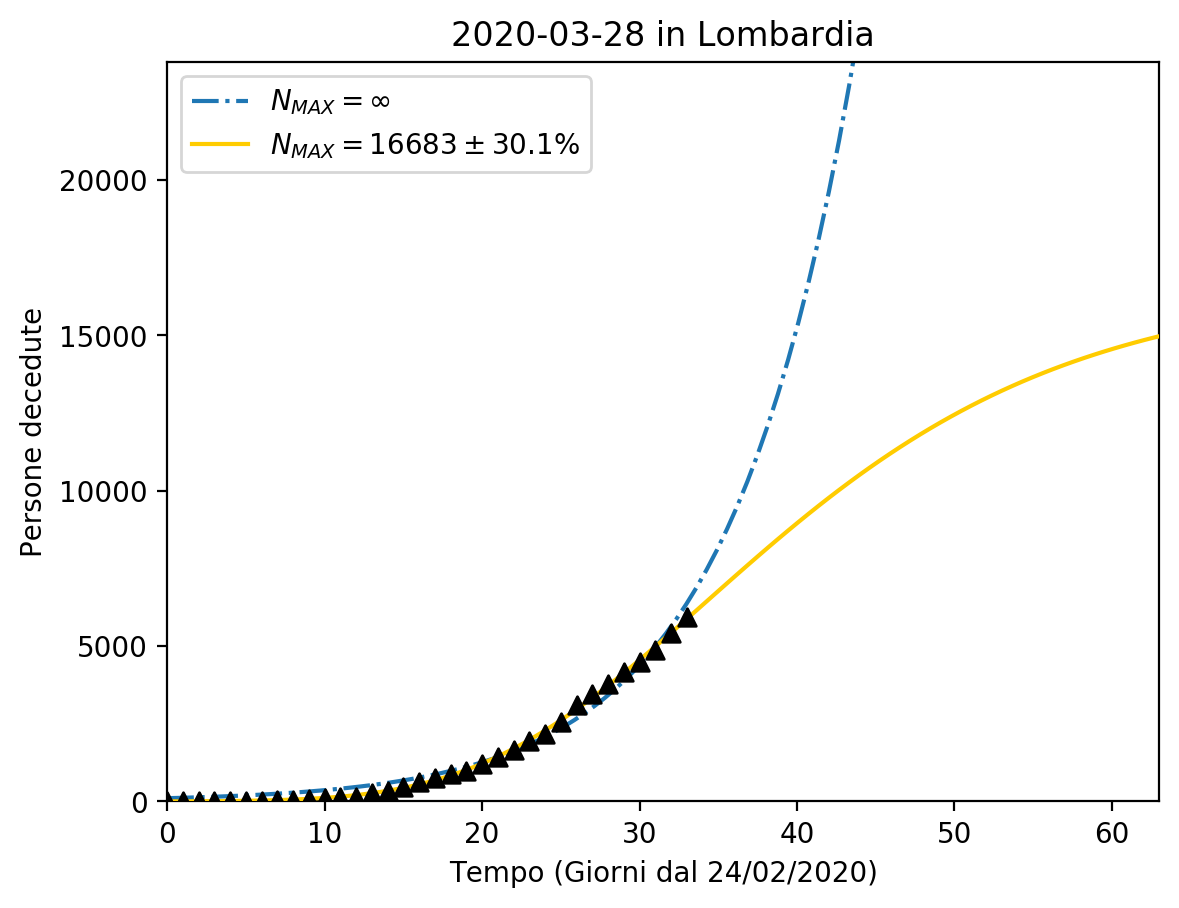 2020-03-28 in Lombardia
N_MAX = ∞
N_MAX = 16683 ± 30.1%
20000
15000
10000
5000
0
Persone decedute
0 10 20 30 40 50 60
Tempo (Giorni dal 24/02/2020)